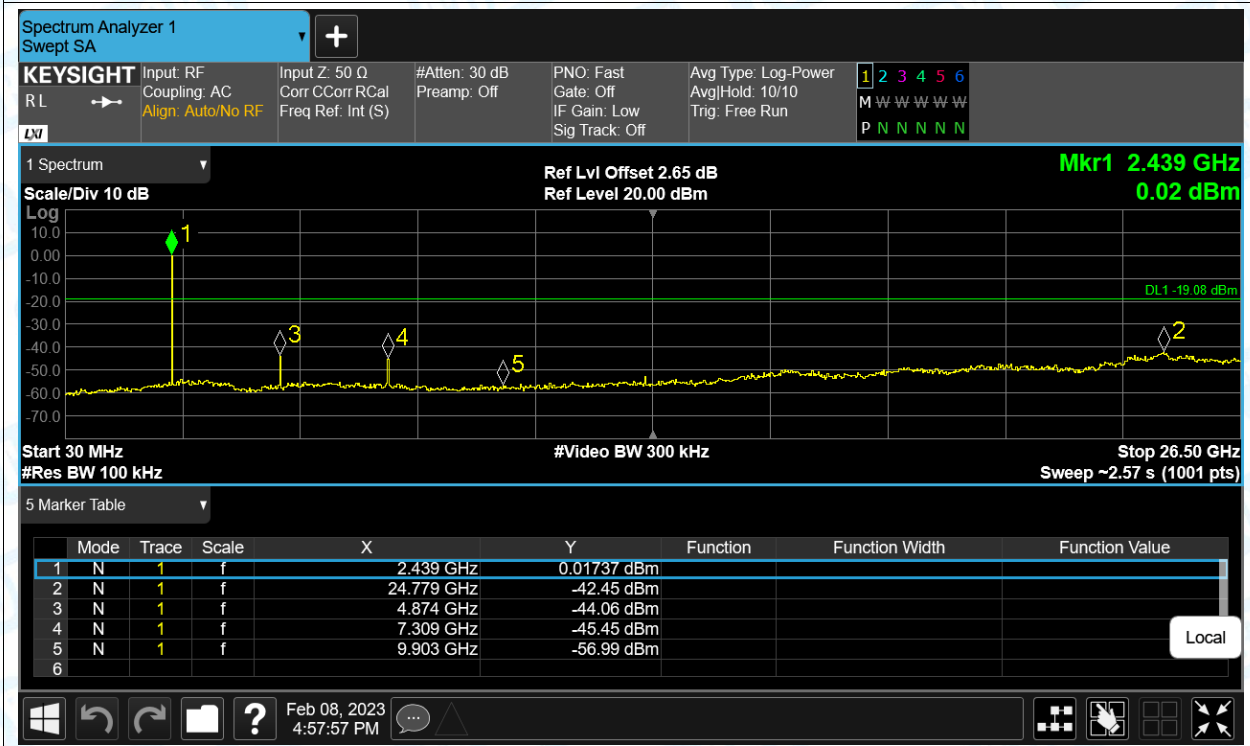 Spectrum Analyzer 1
Swept SA
KEYSIGHT
R L
LXI
Input: RF
Coupling: AC
Align: Auto/No RF
Input Z: 50 Ω
Corr CCorr RCal
Freq Ref: Int (S)
#Atten: 30 dB
Preamp: Off
PNO: Fast
Gate: Off
IF Gain: Low
Sig Track: Off
Avg Type: Log-Power
Avg|Hold: 10/10
Trig: Free Run
1 2 3 4 5 6
M W W W W W
P N N N N N
1 Spectrum
Scale/Div 10 dB
Ref Lvl Offset 2.65 dB
Ref Level 20.00 dBm
Mkr1 2.439 GHz
0.02 dBm
Log
10.0
0.00
-10.0
-20.0
-30.0
-40.0
-50.0
-60.0
-70.0
1
3
4
5
2
DL1 -19.08 dBm
Start 30 MHz
#Video BW 300 kHz
Stop 26.50 GHz
#Res BW 100 kHz
Sweep ~2.57 s (1001 pts)
5 Marker Table
Mode Trace Scale X Y Function Function Width Function Value
1 N 1 f 2.439 GHz 0.01737 dBm
2 N 1 f 24.779 GHz -42.45 dBm
3 N 1 f 4.874 GHz -44.06 dBm
4 N 1 f 7.309 GHz -45.45 dBm
5 N 1 f 9.903 GHz -56.99 dBm
6
Local
?
Feb 08, 2023
4:57:57 PM